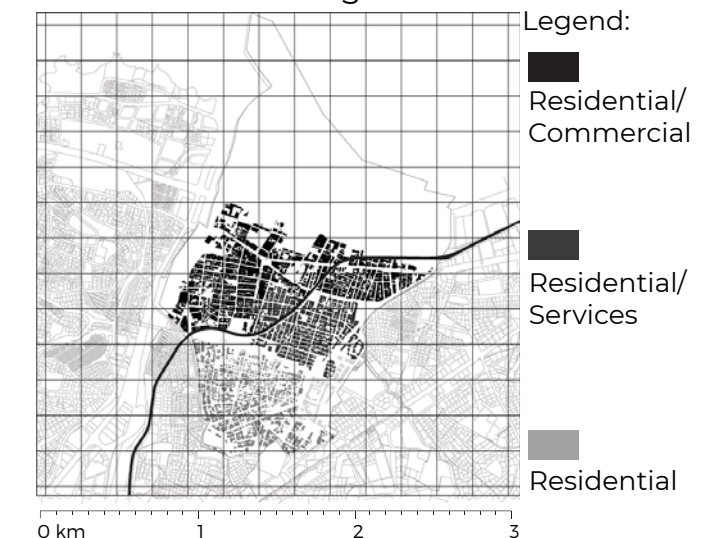 Legend:
Residential/
Commercial
Residential/
Services
Residential
0 km 1 2 3